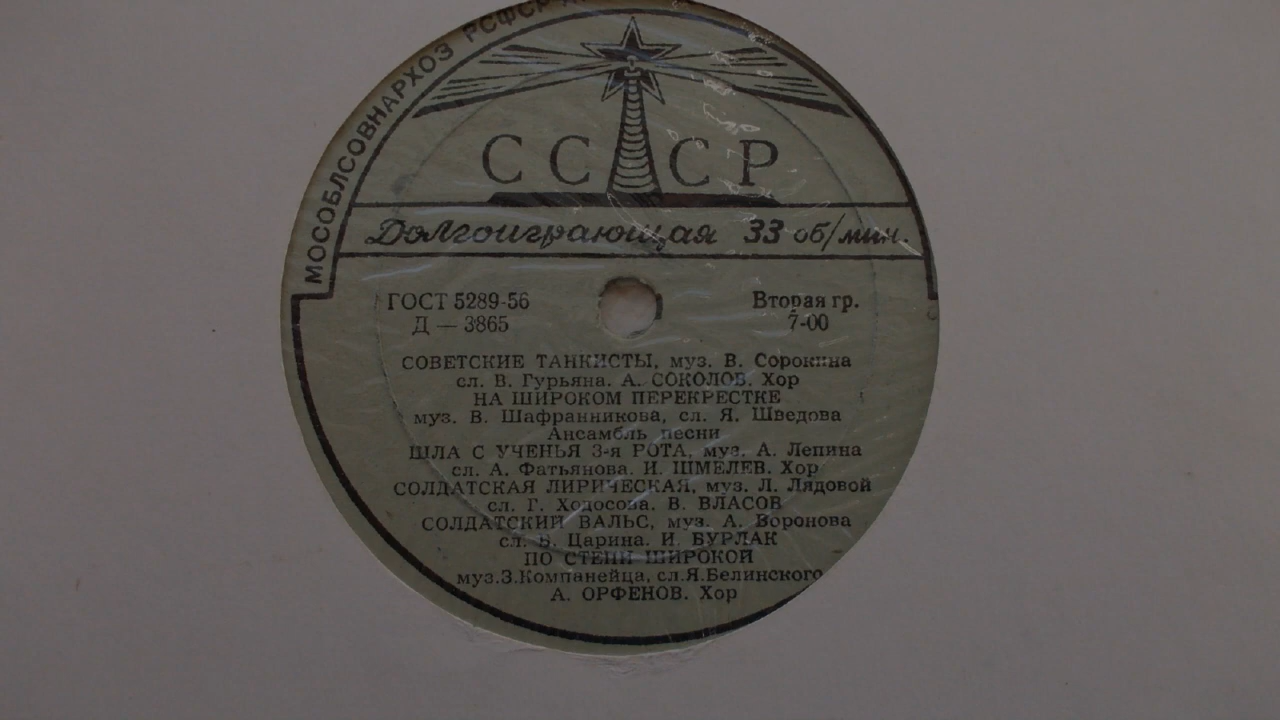 МОСОБЛСОВНАРХОЗ РСФСР
СССР
Долгоиграющая 33 об/мин.
ГОСТ 5289-56 Вторая гр.
Д — 3865 7-00
СОВЕТСКИЕ ТАНКИСТЫ, муз. В. Сорокина
сл. В. Гурьяна. А. СОКОЛОВ. Хор
НА ШИРОКОМ ПЕРЕКРЕСТКЕ
муз. В. Шафранникова, сл. Я. Шведова
Ансамбль песни
ШЛА С УЧЕНЬЯ 3-я РОТА, муз. А. Лепина
сл. А. Фатьянова. И. ШМЕЛЕВ. Хор
СОЛДАТСКАЯ ЛИРИЧЕСКАЯ, муз. Л. Лядовой
сл. Г. Ходосова. В. ВЛАСОВ
СОЛДАТСКИЙ ВАЛЬС, муз. А. Воронова
сл. В. Царина. И. БУРЛАК
ПО СТЕПИ ШИРОКОЙ
муз.З.Компанейца, сл.Я.Белинского
А. ОРФЕНОВ. Хор